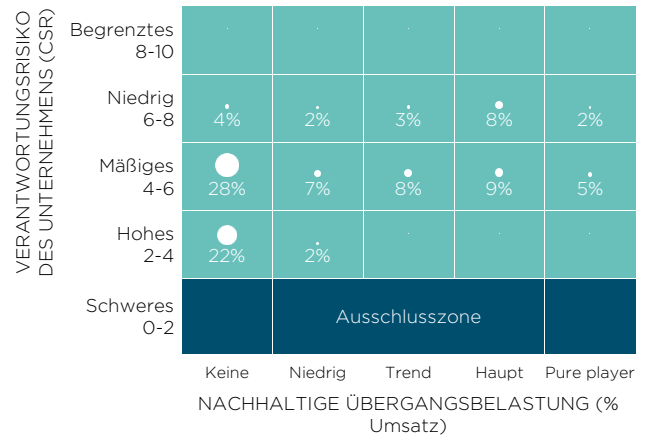 VERANTWORTUNGSRISIKO
DES UNTERNEHMENS (CSR)
Begrenztes
8-10
Niedrig
6-8
4% 2% 3% 8% 2%
Mäßiges
4-6
28% 7% 8% 9% 5%
Hohes
2-4
22% 2%
Schweres
0-2
Ausschlusszone
Keine Niedrig Trend Haupt Pure player
NACHHALTIGE ÜBERGANGSBELASTUNG (%
Umsatz)